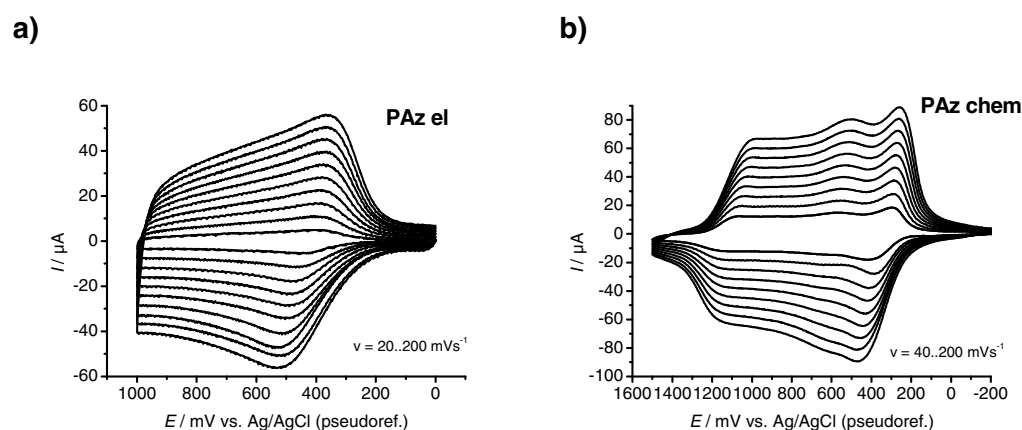 a)
PAz el
60
40
20
0
-20
-40
-60
I / µA
v = 20..200 mVs⁻¹
1000 800 600 400 200 0
E / mV vs. Ag/AgCl (pseudoref.)
b)
PAz chem
80
60
40
20
0
-20
-40
-60
-80
-100
I / µA
v = 40..200 mVs⁻¹
1600 1400 1200 1000 800 600 400 200 0 -200
E / mV vs. Ag/AgCl (pseudoref.)